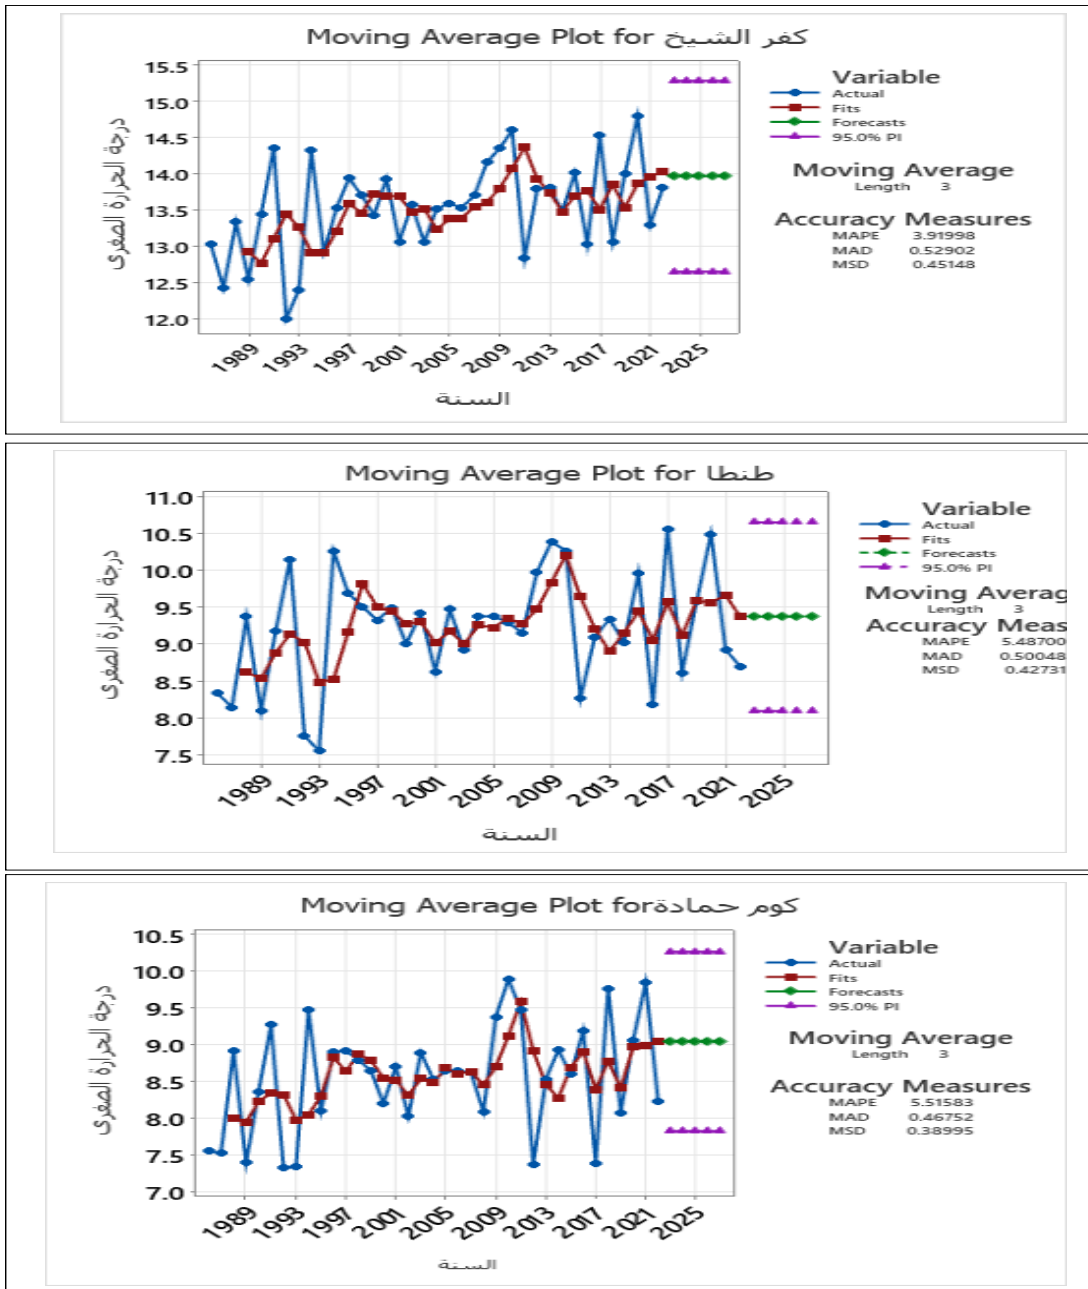 Moving Average Plot for كفر الشيخ
درجة الحرارة الصغرى
15.5
15.0
14.5
14.0
13.5
13.0
12.5
12.0
1989 1993 1997 2001 2005 2009 2013 2017 2021 2025
السنة
Variable
Actual
Fits
Forecasts
95.0% PI
Moving Average
Length 3
Accuracy Measures
MAPE 3.91998
MAD 0.52902
MSD 0.45148
Moving Average Plot for طنطا
درجة الحرارة الصغرى
11.0
10.5
10.0
9.5
9.0
8.5
8.0
7.5
1989 1993 1997 2001 2005 2009 2013 2017 2021 2025
السنة
Variable
Actual
Fits
Forecasts
95.0% PI
Moving Averag
Length 3
Accuracy Meas
MAPE 5.48700
MAD 0.50048
MSD 0.42731
Moving Average Plot for كوم حمادة
درجة الحرارة الصغرى
10.5
10.0
9.5
9.0
8.5
8.0
7.5
7.0
1989 1993 1997 2001 2005 2009 2013 2017 2021 2025
السنة
Variable
Actual
Fits
Forecasts
95.0% PI
Moving Average
Length 3
Accuracy Measures
MAPE 5.51583
MAD 0.46752
MSD 0.38995